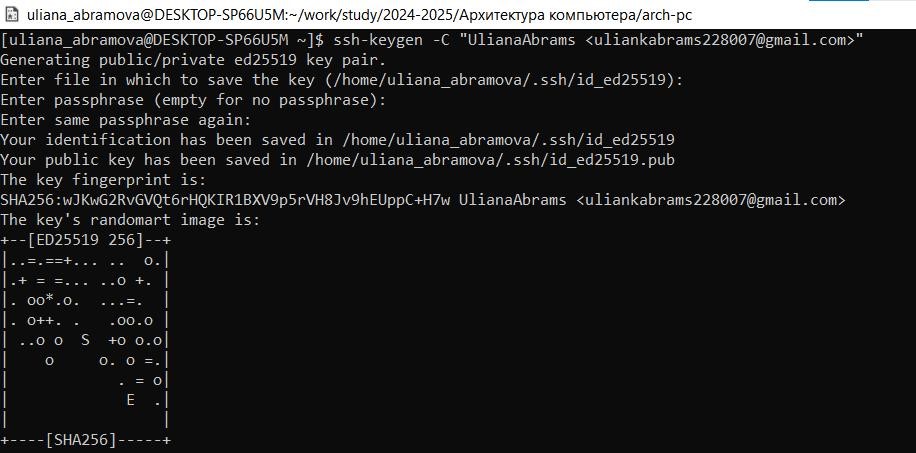 uliana_abramova@DESKTOP-SP66U5M:~/work/study/2024-2025/Архитектура компьютера/arch-pc
[uliana_abramova@DESKTOP-SP66U5M ~]$ ssh-keygen -C "UlianaAbrams <uliankabrams228007@gmail.com>"
Generating public/private ed25519 key pair.
Enter file in which to save the key (/home/uliana_abramova/.ssh/id_ed25519):
Enter passphrase (empty for no passphrase):
Enter same passphrase again:
Your identification has been saved in /home/uliana_abramova/.ssh/id_ed25519
Your public key has been saved in /home/uliana_abramova/.ssh/id_ed25519.pub
The key fingerprint is:
SHA256:wJKwG2RvGVQt6rHQKIR1BXV9p5rVH8Jv9hEUppC+H7w UlianaAbrams <uliankabrams228007@gmail.com>
The key's randomart image is:
+--[ED25519 256]--+
|..=.==+... ..  o.|
|.+ = =... ..o +. |
|. oo*.o.  ...=.  |
|. o++. .   .oo.o |
| ..o o  S  +o o.o|
|    o     o. o =.|
|            . = o|
|             E  .|
|                 |
+----[SHA256]-----+